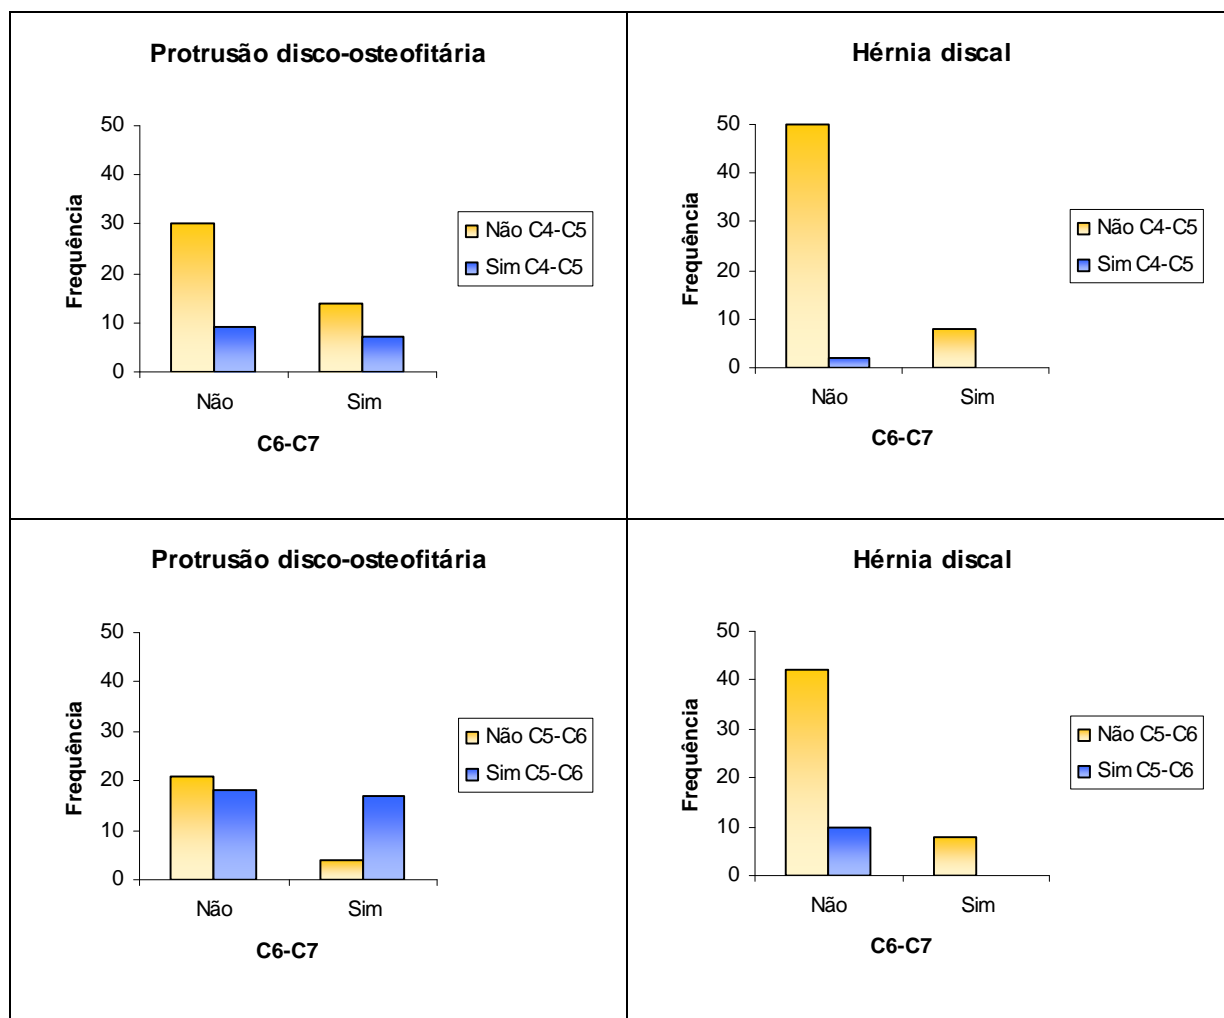 Protrusão disco-osteofitária
50
40
30
20
10
0
Frequência
Não
Sim
C6-C7
Não C4-C5
Sim C4-C5
Hérnia discal
50
40
30
20
10
0
Frequência
Não
Sim
C6-C7
Não C4-C5
Sim C4-C5
Protrusão disco-osteofitária
50
40
30
20
10
0
Frequência
Não
Sim
C6-C7
Não C5-C6
Sim C5-C6
Hérnia discal
50
40
30
20
10
0
Frequência
Não
Sim
C6-C7
Não C5-C6
Sim C5-C6